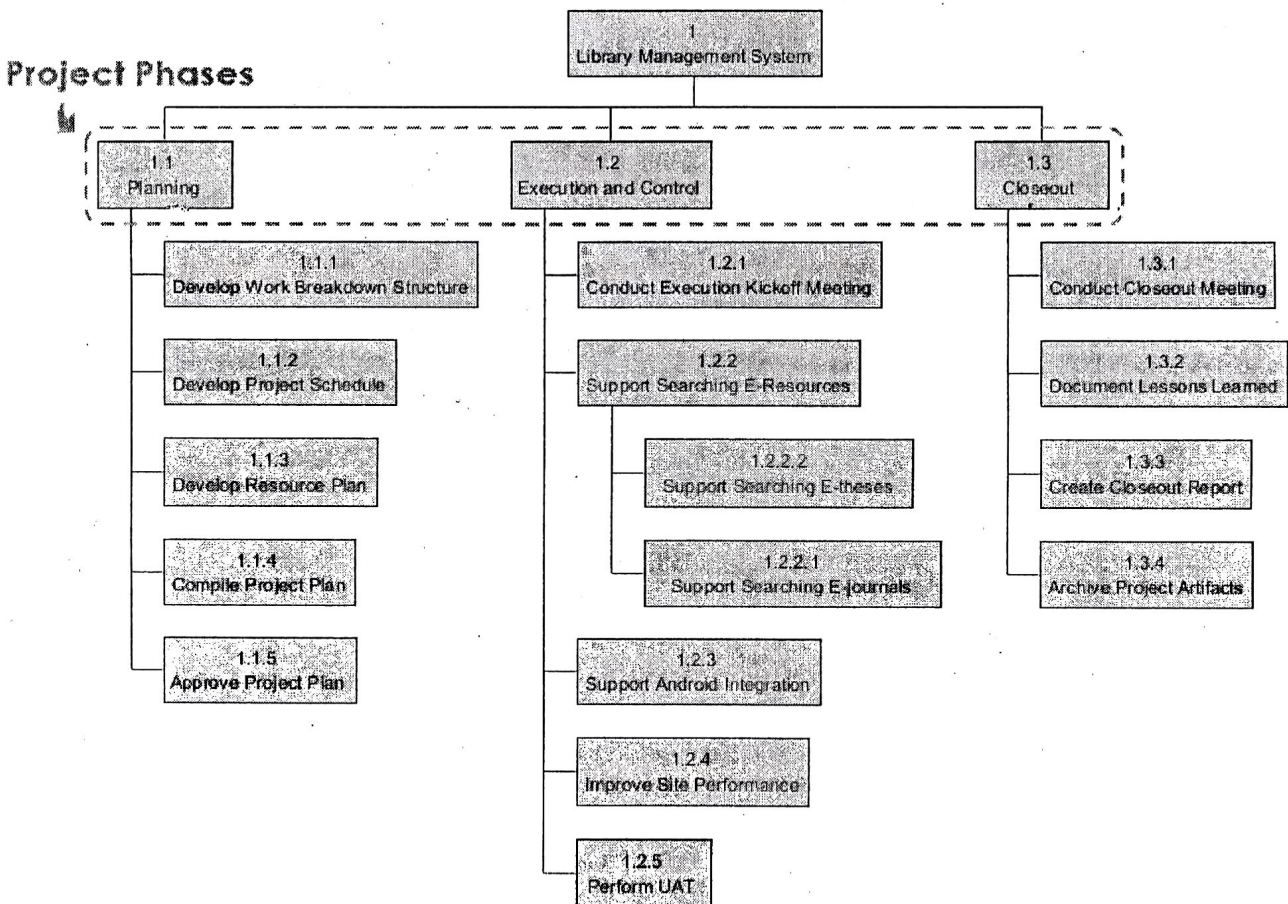 1
Library Management System
Project Phases
1.1
Planning
1.2
Execution and Control
1.3
Closeout
1.1.1
Develop Work Breakdown Structure
1.1.2
Develop Project Schedule
1.1.3
Develop Resource Plan
1.1.4
Compile Project Plan
1.1.5
Approve Project Plan
1.2.1
Conduct Execution Kickoff Meeting
1.2.2
Support Searching E-Resources
1.2.2.2
Support Searching E-theses
1.2.2.1
Support Searching E-journals
1.2.3
Support Android Integration
1.2.4
Improve Site Performance
1.2.5
Perform UAT
1.3.1
Conduct Closeout Meeting
1.3.2
Document Lessons Learned
1.3.3
Create Closeout Report
1.3.4
Archive Project Artifacts